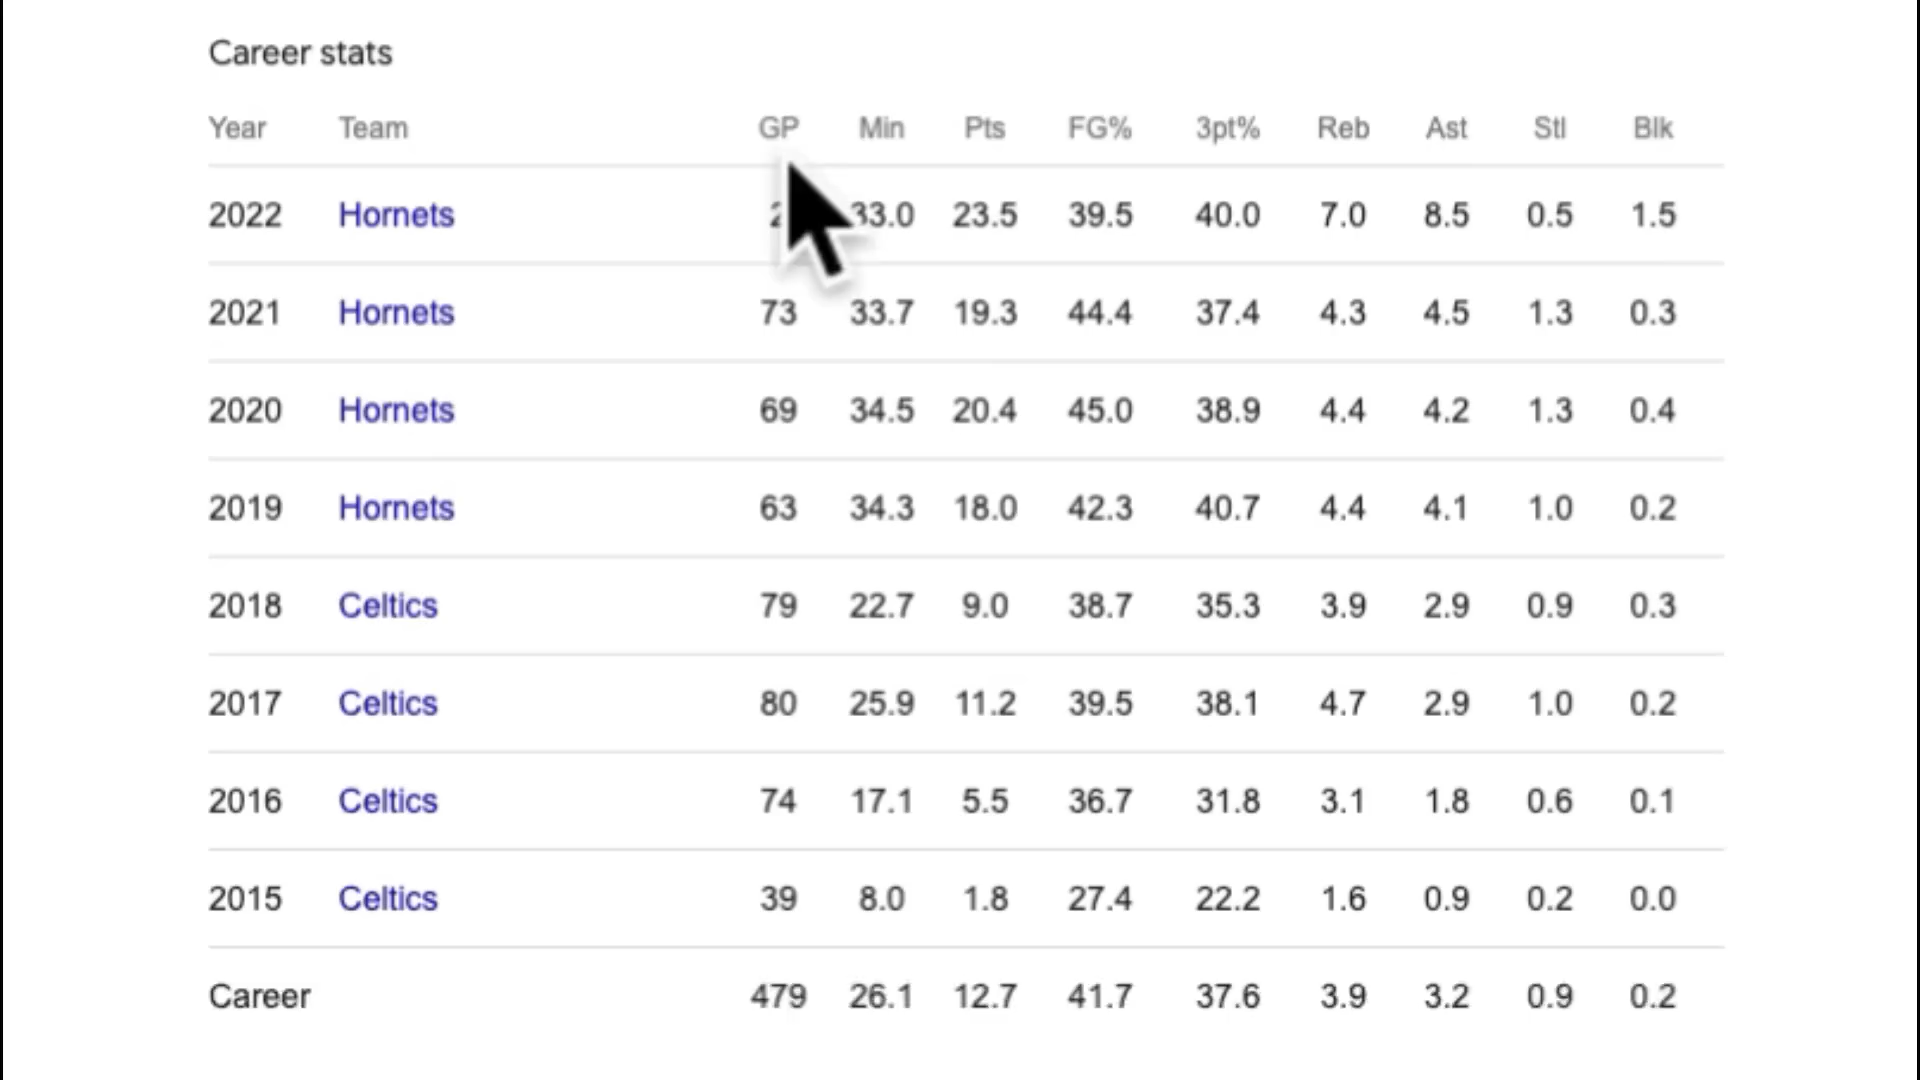 Career stats
Year Team GP Min Pts FG% 3pt% Reb Ast Stl Blk
2022 Hornets 2 33.0 23.5 39.5 40.0 7.0 8.5 0.5 1.5
2021 Hornets 73 33.7 19.3 44.4 37.4 4.3 4.5 1.3 0.3
2020 Hornets 69 34.5 20.4 45.0 38.9 4.4 4.2 1.3 0.4
2019 Hornets 63 34.3 18.0 42.3 40.7 4.4 4.1 1.0 0.2
2018 Celtics 79 22.7 9.0 38.7 35.3 3.9 2.9 0.9 0.3
2017 Celtics 80 25.9 11.2 39.5 38.1 4.7 2.9 1.0 0.2
2016 Celtics 74 17.1 5.5 36.7 31.8 3.1 1.8 0.6 0.1
2015 Celtics 39 8.0 1.8 27.4 22.2 1.6 0.9 0.2 0.0
Career 479 26.1 12.7 41.7 37.6 3.9 3.2 0.9 0.2